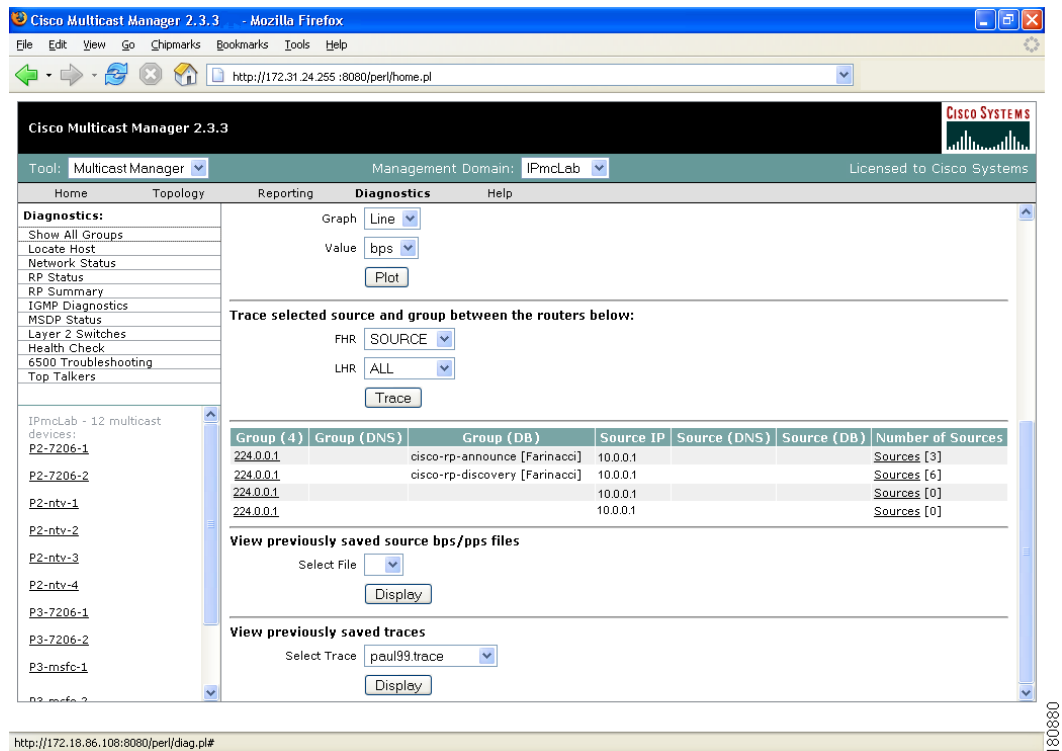 Cisco Multicast Manager 2.3.3 - Mozilla Firefox
File Edit View Go Chipmarks Bookmarks Tools Help
http://172.31.24.255 :8080/perl/home.pl
Cisco Multicast Manager 2.3.3
CISCO SYSTEMS
Tool: Multicast Manager Management Domain: IPmcLab Licensed to Cisco Systems
Home Topology Reporting Diagnostics Help
Diagnostics:
Show All Groups
Locate Host
Network Status
RP Status
RP Summary
IGMP Diagnostics
MSDP Status
Layer 2 Switches
Health Check
6500 Troubleshooting
Top Talkers
IPmcLab - 12 multicast
devices:
P2-7206-1
P2-7206-2
P2-ntv-1
P2-ntv-2
P2-ntv-3
P2-ntv-4
P3-7206-1
P3-7206-2
P3-msfc-1
Graph Line
Value bps
Plot
Trace selected source and group between the routers below:
FHR SOURCE
LHR ALL
Trace
Group (4) Group (DNS) Group (DB) Source IP Source (DNS) Source (DB) Number of Sources
224.0.0.1 cisco-rp-announce [Farinacci] 10.0.0.1 Sources [3]
224.0.0.1 cisco-rp-discovery [Farinacci] 10.0.0.1 Sources [6]
224.0.0.1 10.0.0.1 Sources [0]
224.0.0.1 10.0.0.1 Sources [0]
View previously saved source bps/pps files
Select File
Display
View previously saved traces
Select Trace paul99.trace
Display
http://172.18.86.108:8080/perl/diag.pl#
180880